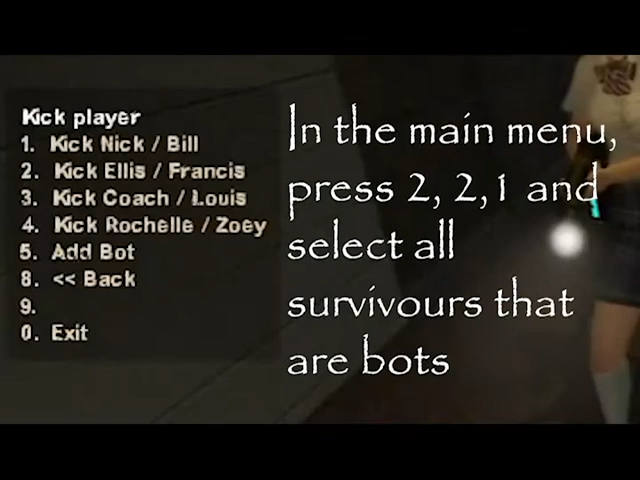 Kick player
1. Kick Nick / Bill
2. Kick Ellis / Francis
3. Kick Coach / Louis
4. Kick Rochelle / Zoey
5. Add Bot
8. << Back
9.
0. Exit
In the main menu,
press 2, 2, 1 and
select all
survivours that
are bots